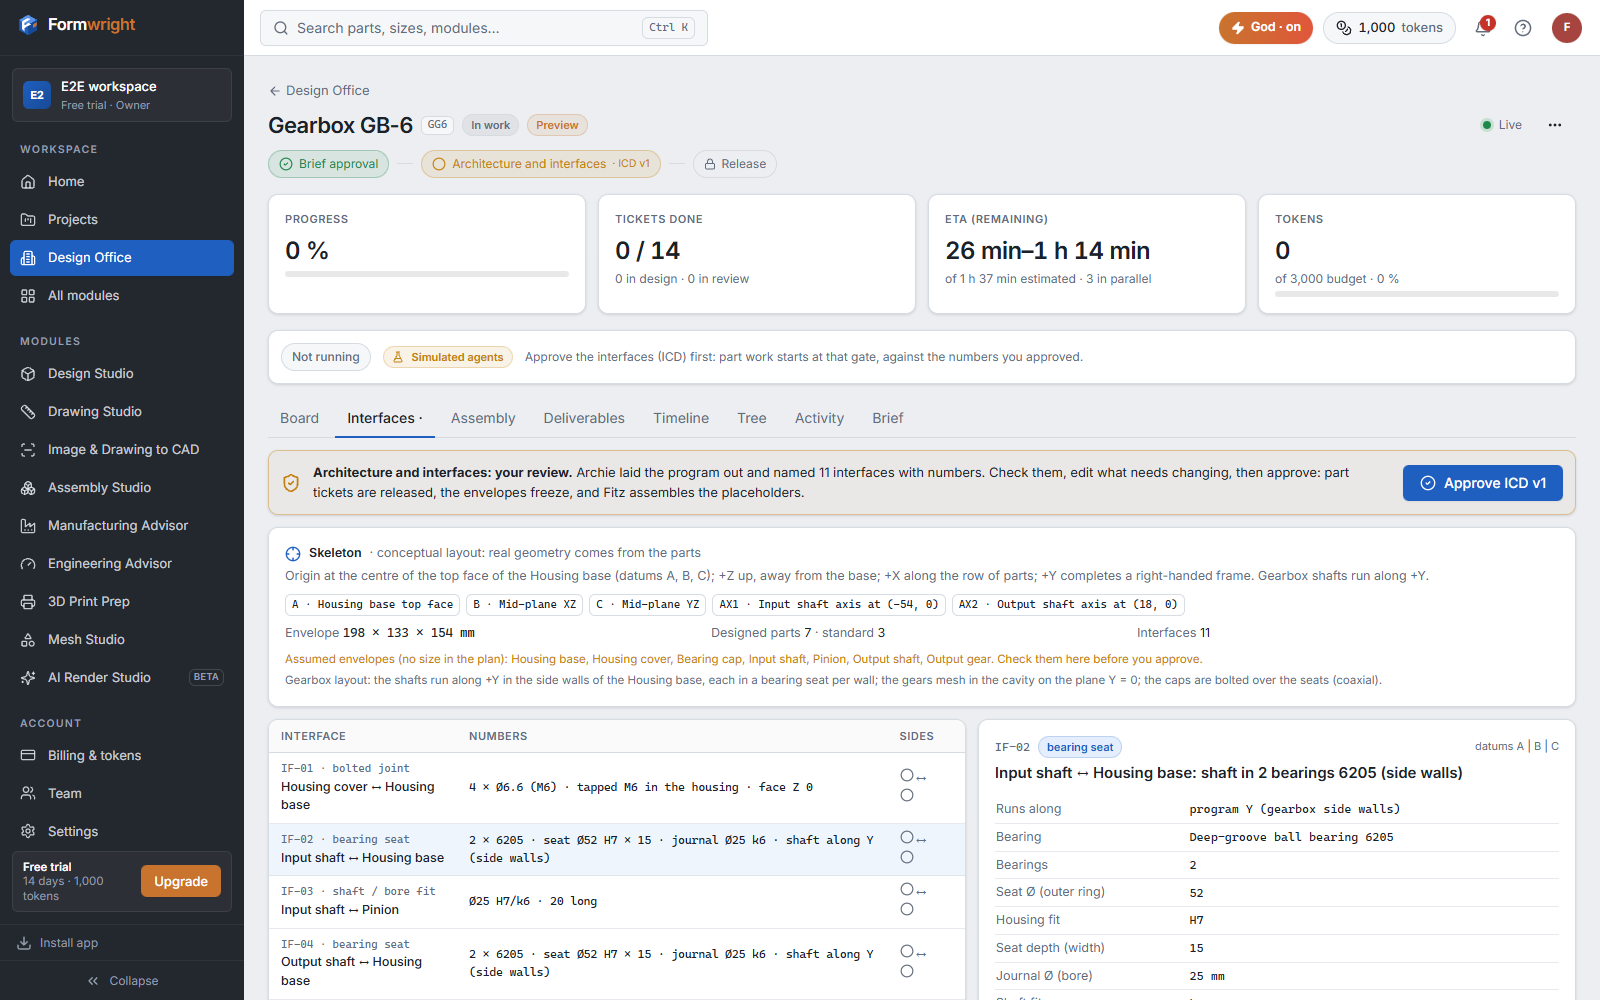 Formwright
Search parts, sizes, modules...
Ctrl K
God · on
1,000 tokens
1
F
E2
E2E workspace
Free trial · Owner
WORKSPACE
Home
Projects
Design Office
All modules
MODULES
Design Studio
Drawing Studio
Image & Drawing to CAD
Assembly Studio
Manufacturing Advisor
Engineering Advisor
3D Print Prep
Mesh Studio
AI Render Studio
BETA
ACCOUNT
Billing & tokens
Team
Settings
Free trial
14 days · 1,000
tokens
Upgrade
Install app
Collapse
Design Office
Gearbox GB-6
GG6
In work
Preview
Live
Brief approval
Architecture and interfaces · ICD v1
Release
PROGRESS
0 %
TICKETS DONE
0 / 14
0 in design · 0 in review
ETA (REMAINING)
26 min–1 h 14 min
of 1 h 37 min estimated · 3 in parallel
TOKENS
0
of 3,000 budget · 0 %
Not running
Simulated agents
Approve the interfaces (ICD) first: part work starts at that gate, against the numbers you approved.
Board
Interfaces ·
Assembly
Deliverables
Timeline
Tree
Activity
Brief
Architecture and interfaces: your review. Archie laid the program out and named 11 interfaces with numbers. Check them, edit what needs changing, then approve: part
tickets are released, the envelopes freeze, and Fitz assembles the placeholders.
Approve ICD v1
Skeleton · conceptual layout: real geometry comes from the parts
Origin at the centre of the top face of the Housing base (datums A, B, C); +Z up, away from the base; +X along the row of parts; +Y completes a right-handed frame. Gearbox shafts run along +Y.
A · Housing base top face
B · Mid-plane XZ
C · Mid-plane YZ
AX1 · Input shaft axis at (-54, 0)
AX2 · Output shaft axis at (18, 0)
Envelope 198 × 133 × 154 mm
Designed parts 7 · standard 3
Interfaces 11
Assumed envelopes (no size in the plan): Housing base, Housing cover, Bearing cap, Input shaft, Pinion, Output shaft, Output gear. Check them here before you approve.
Gearbox layout: the shafts run along +Y in the side walls of the Housing base, each in a bearing seat per wall; the gears mesh in the cavity on the plane Y = 0; the caps are bolted over the seats (coaxial).
INTERFACE
NUMBERS
SIDES
IF-01 · bolted joint
Housing cover ↔ Housing
base
4 × Ø6.6 (M6) · tapped M6 in the housing · face Z 0
↔
IF-02 · bearing seat
Input shaft ↔ Housing base
2 × 6205 · seat Ø52 H7 × 15 · journal Ø25 k6 · shaft along Y
(side walls)
↔
IF-03 · shaft / bore fit
Input shaft ↔ Pinion
Ø25 H7/k6 · 20 long
↔
IF-04 · bearing seat
Output shaft ↔ Housing
base
2 × 6205 · seat Ø52 H7 × 15 · journal Ø25 k6 · shaft along Y
(side walls)
↔
IF-02
bearing seat
datums A | B | C
Input shaft ↔ Housing base: shaft in 2 bearings 6205 (side walls)
Runs along
program Y (gearbox side walls)
Bearing
Deep-groove ball bearing 6205
Bearings
2
Seat Ø (outer ring)
52
Housing fit
H7
Seat depth (width)
15
Journal Ø (bore)
25 mm